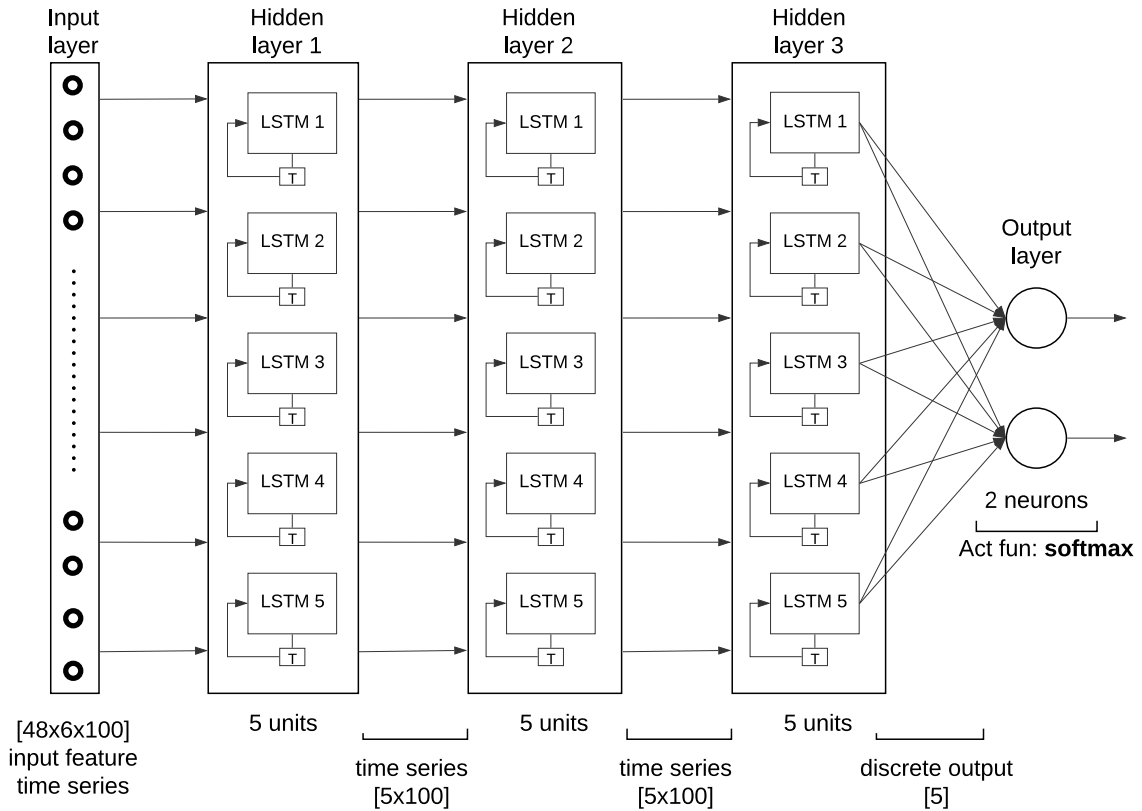 Input
layer
Hidden
layer 1
Hidden
layer 2
Hidden
layer 3
LSTM 1
T
LSTM 2
T
LSTM 3
T
LSTM 4
T
LSTM 5
T
LSTM 1
T
LSTM 2
T
LSTM 3
T
LSTM 4
T
LSTM 5
T
LSTM 1
T
LSTM 2
T
LSTM 3
T
LSTM 4
T
LSTM 5
T
Output
layer
2 neurons
Act fun: softmax
[48x6x100]
input feature
time series
5 units
time series
[5x100]
5 units
time series
[5x100]
5 units
discrete output
[5]